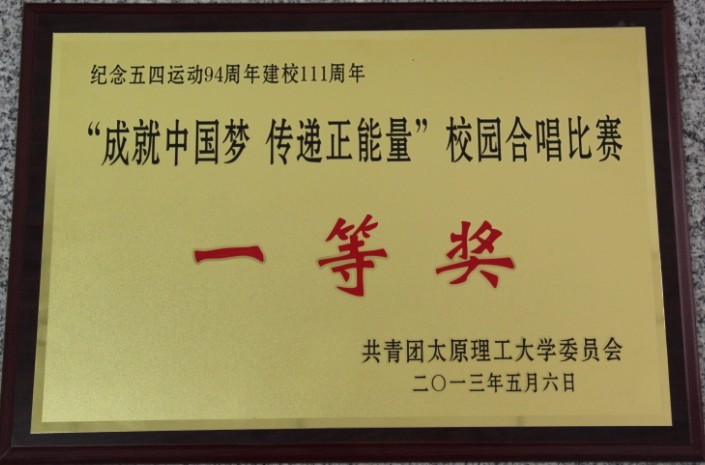 纪念五四运动94周年建校111周年
“成就中国梦 传递正能量”校园合唱比赛
一等奖
共青团太原理工大学委员会
二〇一三年五月六日